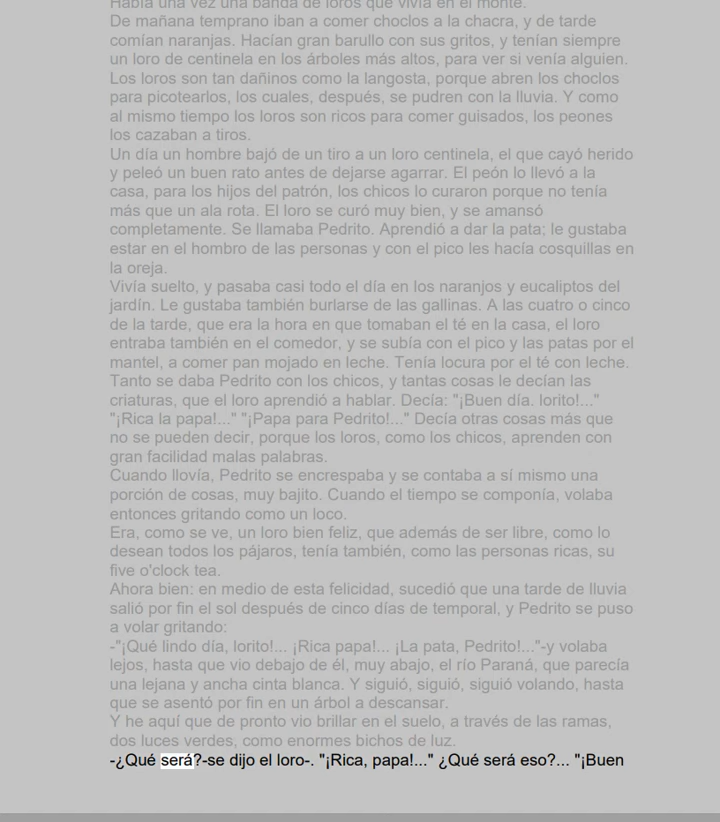 Había una vez una banda de loros que vivía en el monte.
De mañana temprano iban a comer choclos a la chacra, y de tarde
comían naranjas. Hacían gran barullo con sus gritos, y tenían siempre
un loro de centinela en los árboles más altos, para ver si venía alguien.
Los loros son tan dañinos como la langosta, porque abren los choclos
para picotearlos, los cuales, después, se pudren con la lluvia. Y como
al mismo tiempo los loros son ricos para comer guisados, los peones
los cazaban a tiros.
Un día un hombre bajó de un tiro a un loro centinela, el que cayó herido
y peleó un buen rato antes de dejarse agarrar. El peón lo llevó a la
casa, para los hijos del patrón, los chicos lo curaron porque no tenía
más que un ala rota. El loro se curó muy bien, y se amansó
completamente. Se llamaba Pedrito. Aprendió a dar la pata; le gustaba
estar en el hombro de las personas y con el pico les hacía cosquillas en
la oreja.
Vivía suelto, y pasaba casi todo el día en los naranjos y eucaliptos del
jardín. Le gustaba también burlarse de las gallinas. A las cuatro o cinco
de la tarde, que era la hora en que tomaban el té en la casa, el loro
entraba también en el comedor, y se subía con el pico y las patas por el
mantel, a comer pan mojado en leche. Tenía locura por el té con leche.
Tanto se daba Pedrito con los chicos, y tantas cosas le decían las
criaturas, que el loro aprendió a hablar. Decía: "¡Buen día. lorito!..."
"¡Rica la papa!..." "¡Papa para Pedrito!..." Decía otras cosas más que
no se pueden decir, porque los loros, como los chicos, aprenden con
gran facilidad malas palabras.
Cuando llovía, Pedrito se encrespaba y se contaba a sí mismo una
porción de cosas, muy bajito. Cuando el tiempo se componía, volaba
entonces gritando como un loco.
Era, como se ve, un loro bien feliz, que además de ser libre, como lo
desean todos los pájaros, tenía también, como las personas ricas, su
five o'clock tea.
Ahora bien: en medio de esta felicidad, sucedió que una tarde de lluvia
salió por fin el sol después de cinco días de temporal, y Pedrito se puso
a volar gritando:
-"¡Qué lindo día, lorito!... ¡Rica papa!... ¡La pata, Pedrito!..."-y volaba
lejos, hasta que vio debajo de él, muy abajo, el río Paraná, que parecía
una lejana y ancha cinta blanca. Y siguió, siguió, siguió volando, hasta
que se asentó por fin en un árbol a descansar.
Y he aquí que de pronto vio brillar en el suelo, a través de las ramas,
dos luces verdes, como enormes bichos de luz.
-¿Qué será?-se dijo el loro-. "¡Rica, papa!..." ¿Qué será eso?... "¡Buen